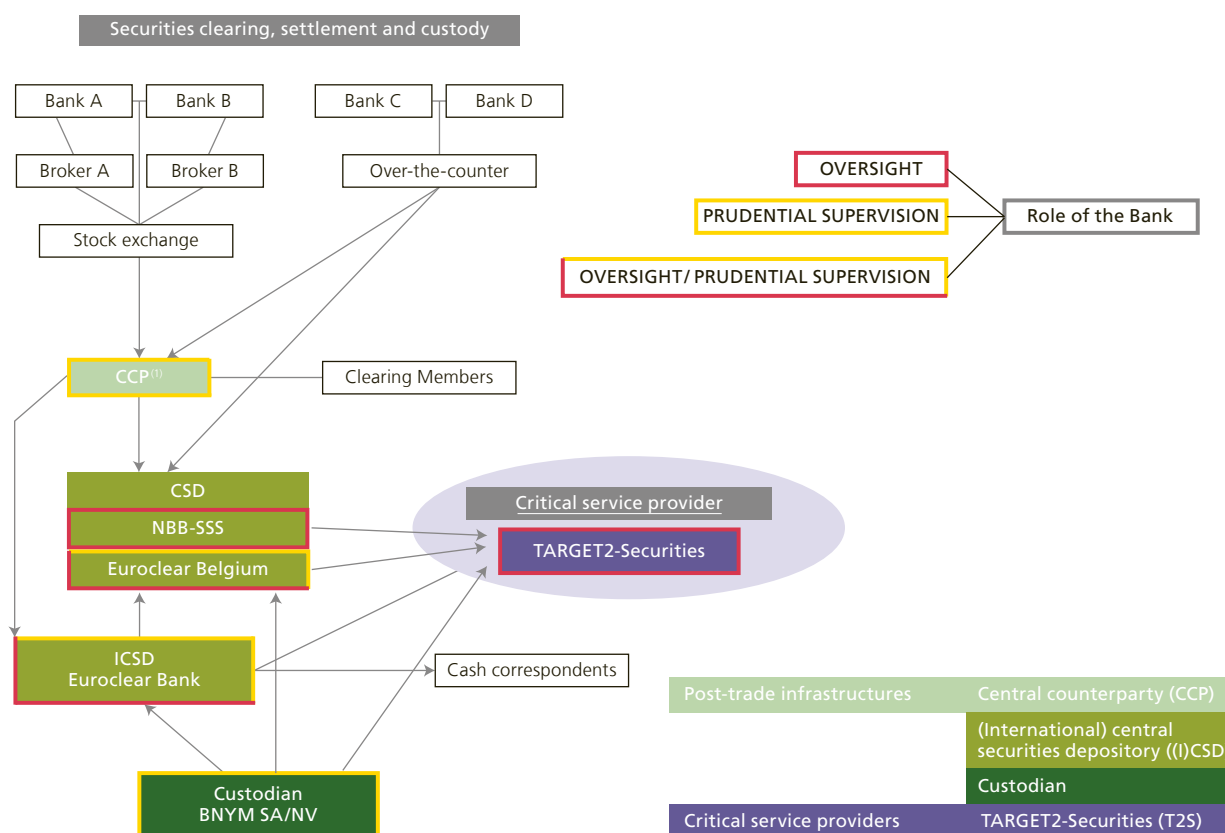 Securities clearing, settlement and custody
Bank A
Bank B
Bank C
Bank D
Broker A
Broker B
Over-the-counter
Stock exchange
OVERSIGHT
PRUDENTIAL SUPERVISION
Role of the Bank
OVERSIGHT/ PRUDENTIAL SUPERVISION
CCP(1)
Clearing Members
CSD
NBB-SSS
Euroclear Belgium
Critical service provider
TARGET2-Securities
ICSD
Euroclear Bank
Cash correspondents
Custodian
BNYM SA/NV
Post-trade infrastructures
Central counterparty (CCP)
(International) central
securities depository ((I)CSD
Custodian
Critical service providers
TARGET2-Securities (T2S)